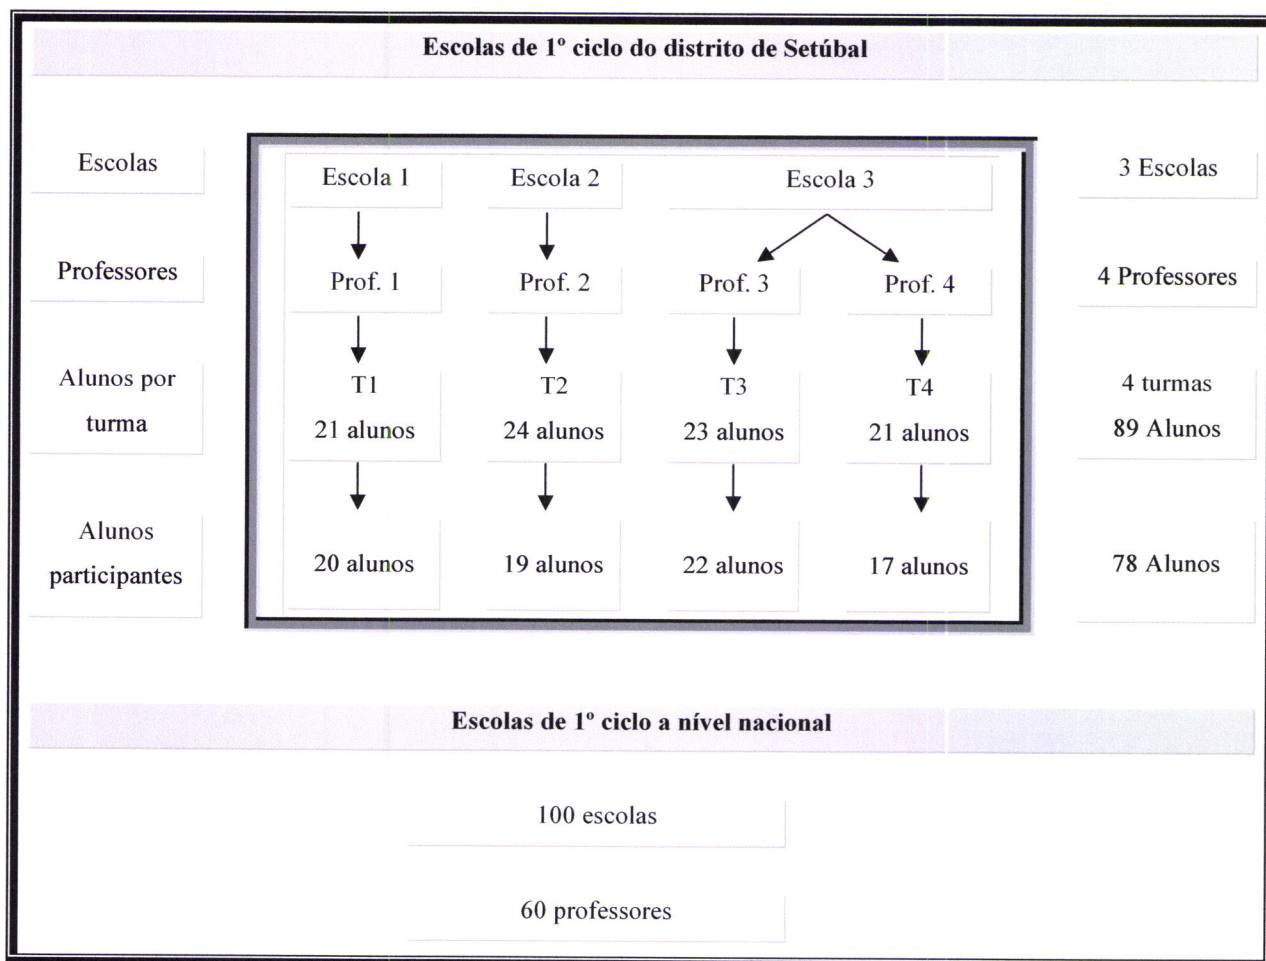 Escolas de 1º ciclo do distrito de Setúbal
Escolas
Escola 1
Escola 2
Escola 3
3 Escolas
Professores
Prof. 1
Prof. 2
Prof. 3
Prof. 4
4 Professores
Alunos por
turma
T1
21 alunos
T2
24 alunos
T3
23 alunos
T4
21 alunos
4 turmas
89 Alunos
Alunos
participantes
20 alunos
19 alunos
22 alunos
17 alunos
78 Alunos
Escolas de 1º ciclo a nível nacional
100 escolas
60 professores